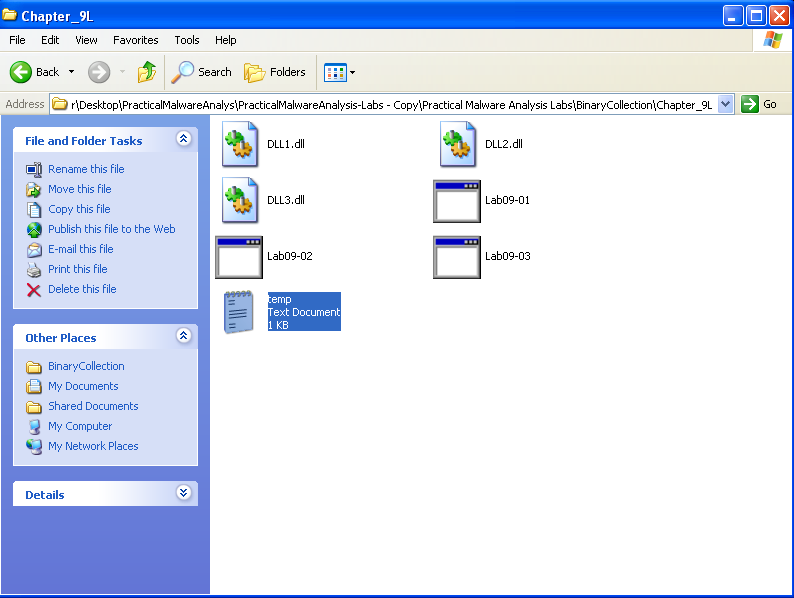 Chapter_9L
File Edit View Favorites Tools Help
Back Search Folders
Address r\Desktop\PracticalMalwareAnalys\PracticalMalwareAnalysis-Labs - Copy\Practical Malware Analysis Labs\BinaryCollection\Chapter_9L Go
File and Folder Tasks
Rename this file
Move this file
Copy this file
Publish this file to the Web
E-mail this file
Print this file
Delete this file
Other Places
BinaryCollection
My Documents
Shared Documents
My Computer
My Network Places
Details
DLL1.dll
DLL2.dll
DLL3.dll
Lab09-01
Lab09-02
Lab09-03
temp
Text Document
1 KB